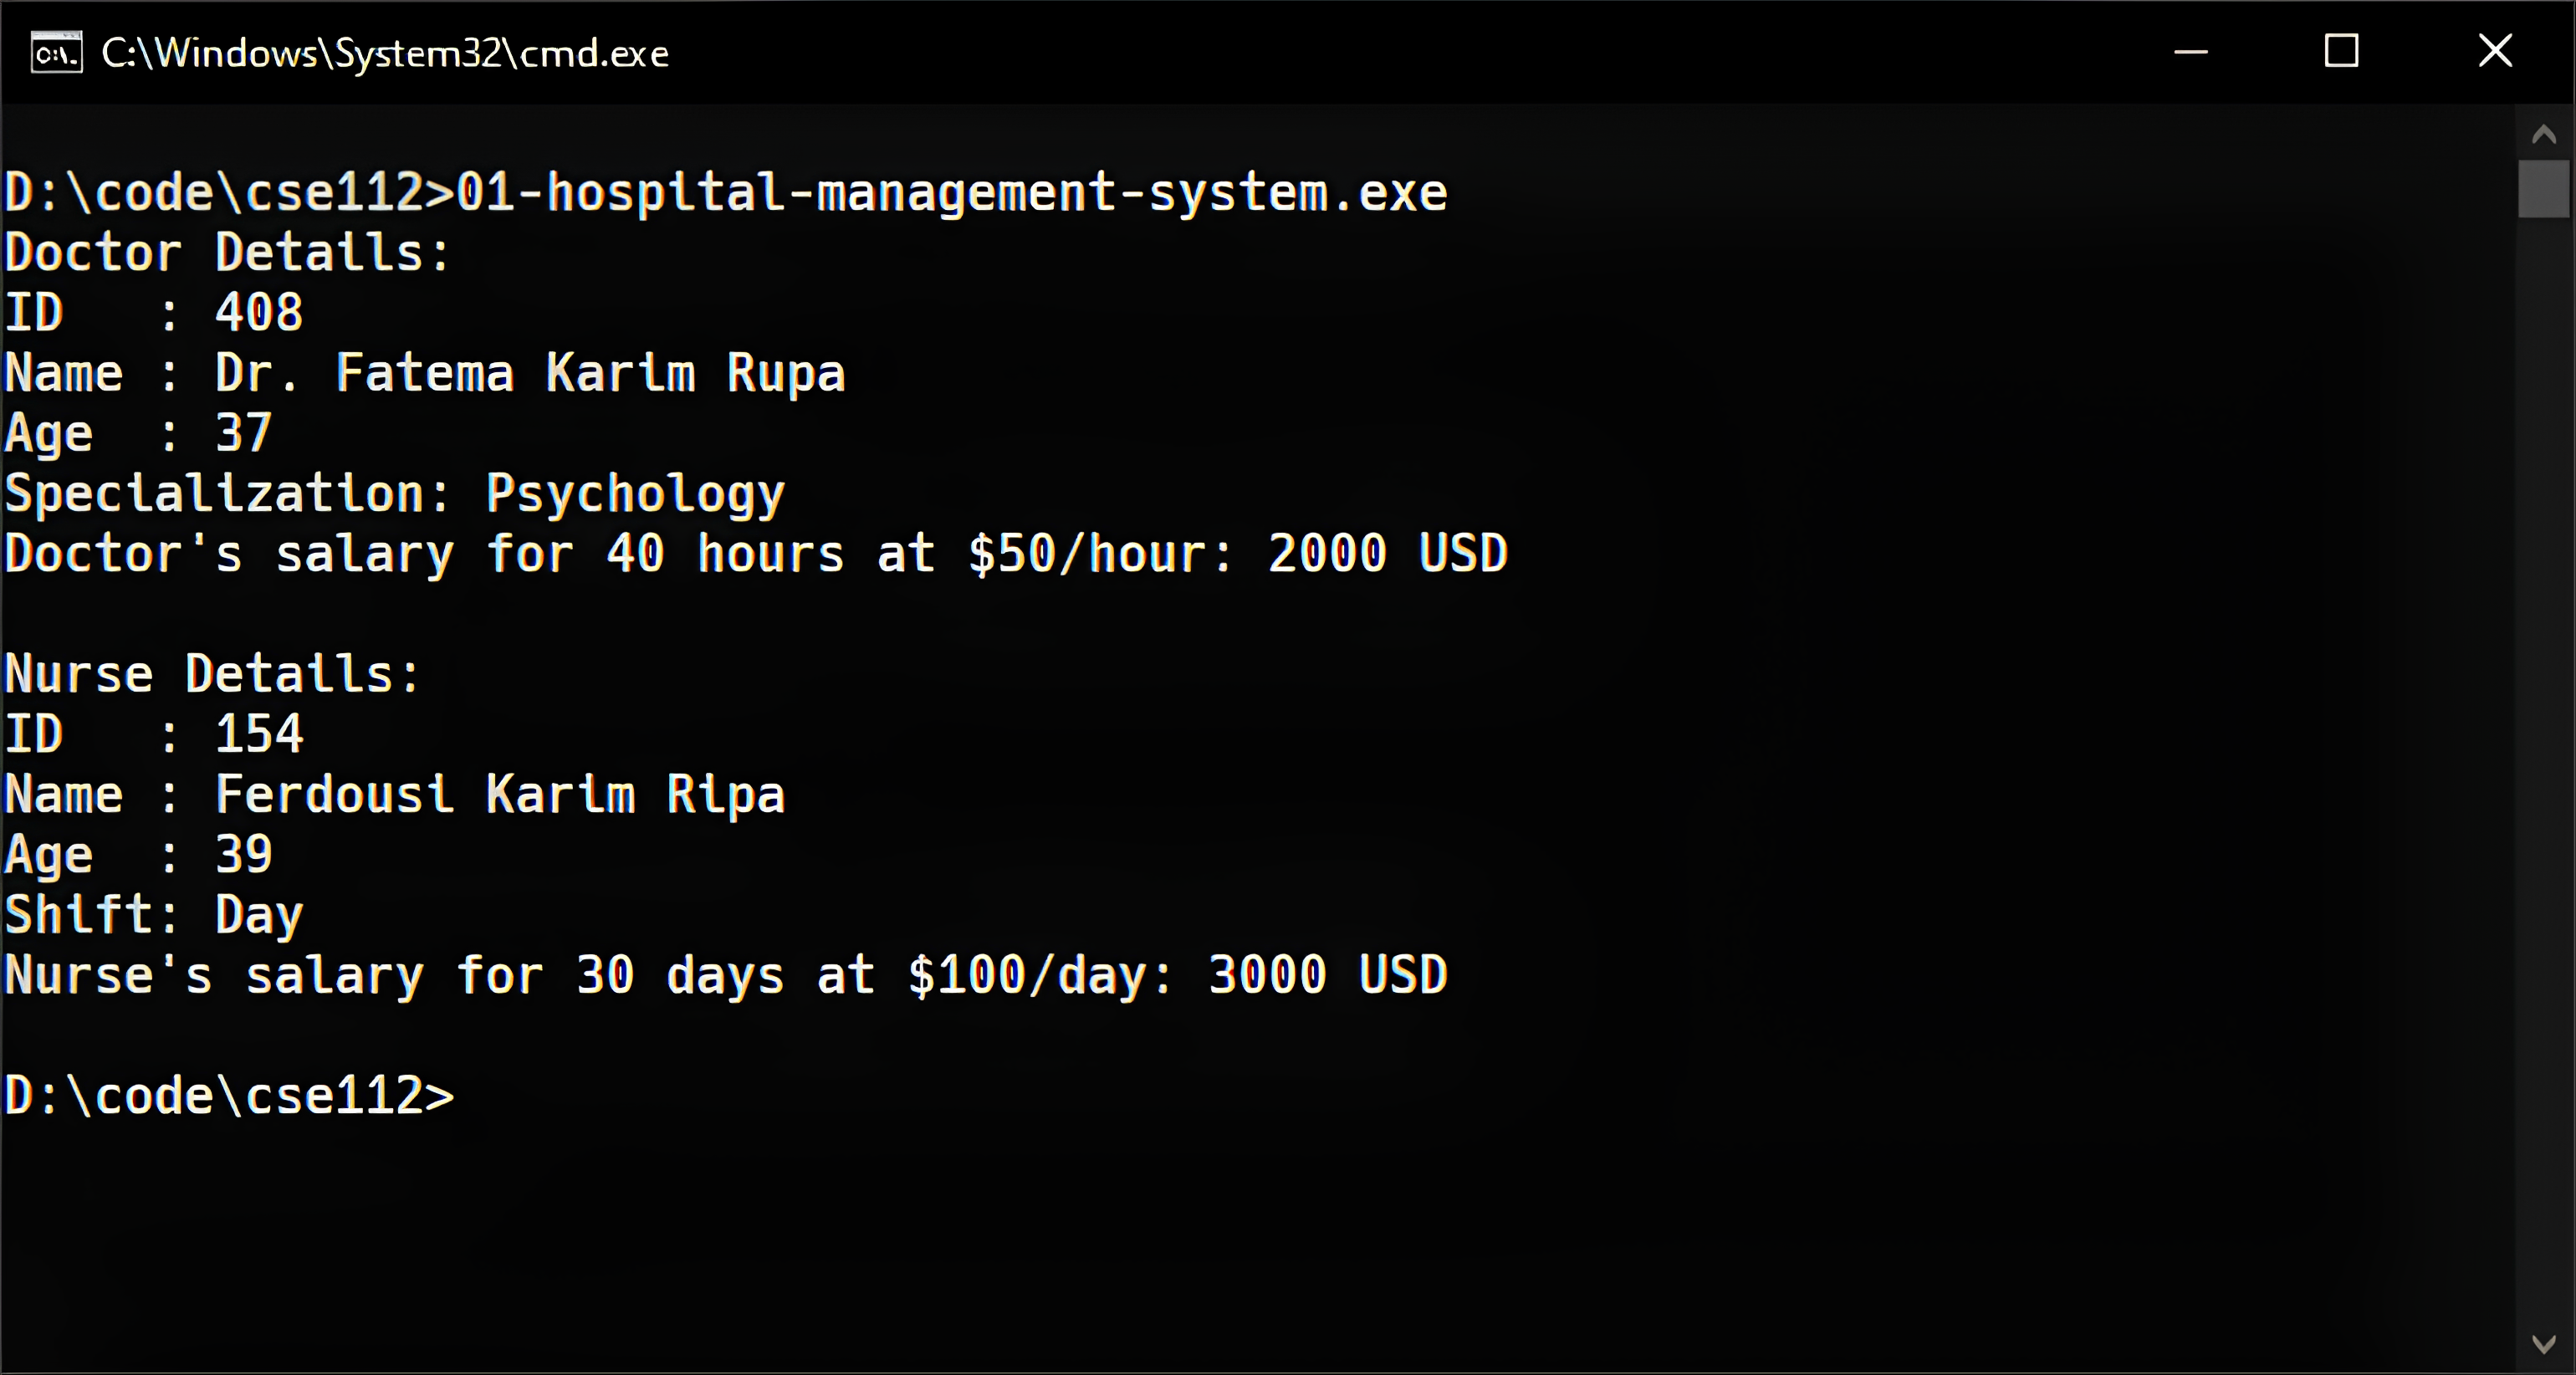 C:\Windows\System32\cmd.exe
D:\code\cse112>01-hospital-management-system.exe
Doctor Details:
ID   : 408
Name : Dr. Fatema Karim Rupa
Age  : 37
Specialization: Psychology
Doctor's salary for 40 hours at $50/hour: 2000 USD
Nurse Details:
ID   : 154
Name : Ferdousi Karim Ripa
Age  : 39
Shift: Day
Nurse's salary for 30 days at $100/day: 3000 USD
D:\code\cse112>